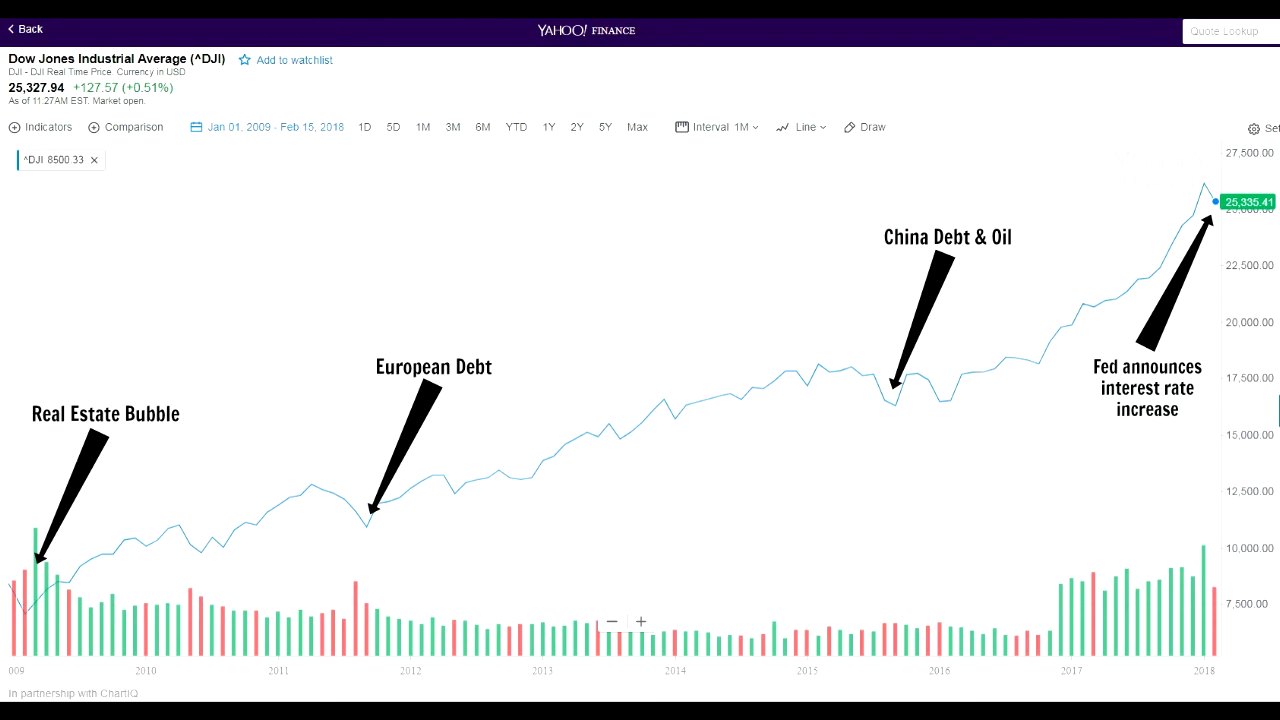 Back
YAHOO! FINANCE
Quote Lookup
Dow Jones Industrial Average (^DJI) Add to watchlist
DJI - DJI Real Time Price. Currency in USD
25,327.94 +127.57 (+0.51%)
As of 11:27AM EST. Market open.
Indicators Comparison Jan 01, 2009 - Feb 15, 2018 1D 5D 1M 3M 6M YTD 1Y 2Y 5Y Max Interval 1M Line Draw Set
^DJI 8500.33 ×
27,500.00
25,335.41
China Debt & Oil
22,500.00
20,000.00
European Debt
Fed announces
interest rate
increase
17,500.00
Real Estate Bubble
15,000.00
12,500.00
10,000.00
7,500.00
009 2010 2011 2012 2013 2014 2015 2016 2017 2018
In partnership with ChartIQ